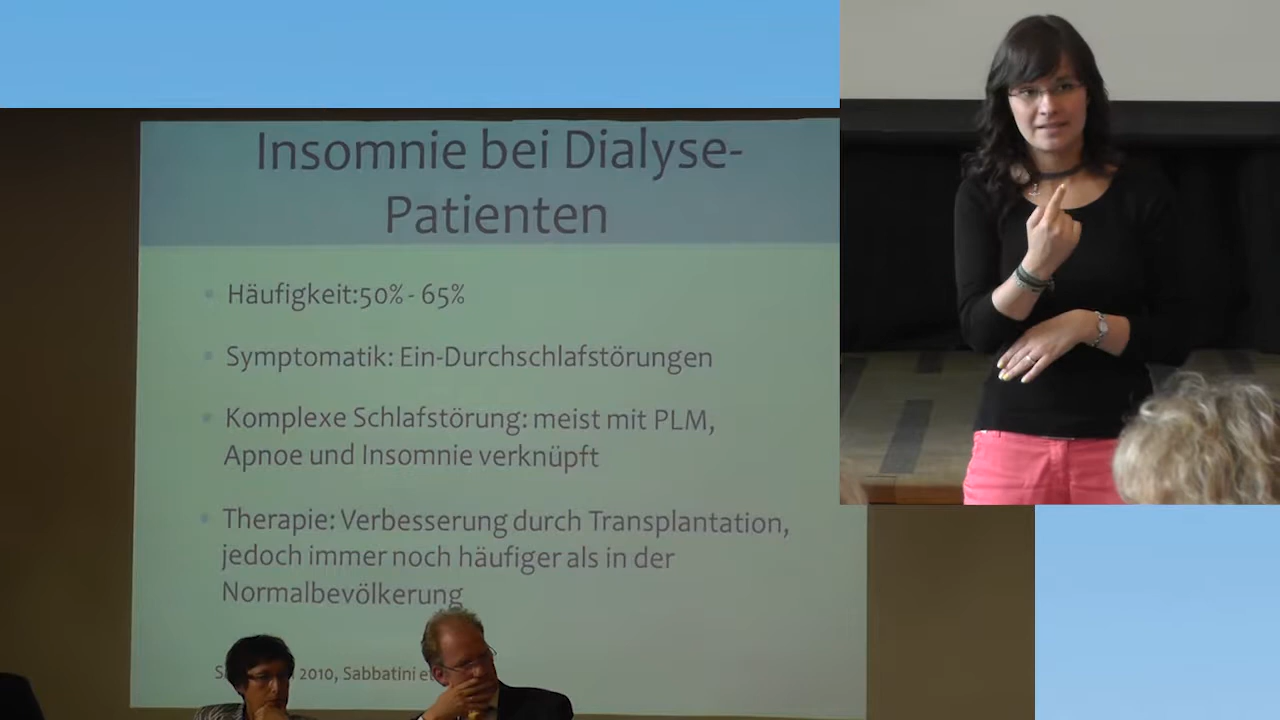 Insomnie bei Dialyse-
Patienten
Häufigkeit:50% - 65%
Symptomatik: Ein-Durchschlafstörungen
Komplexe Schlafstörung: meist mit PLM,
Apnoe und Insomnie verknüpft
Therapie: Verbesserung durch Transplantation,
jedoch immer noch häufiger als in der
Normalbevölkerung
2010, Sabbatini